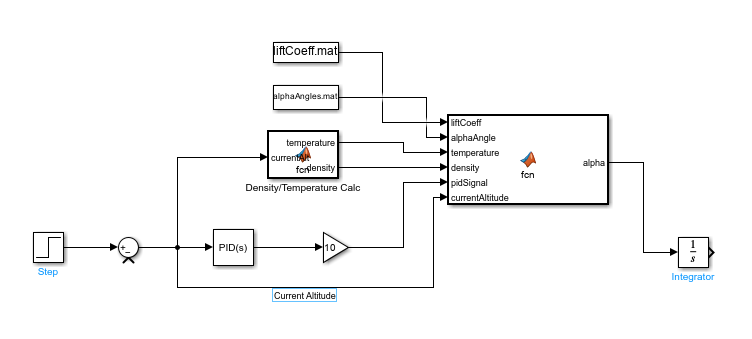 liftCoeff.mat
alphaAngles.mat
liftCoeff
alphaAngle
temperature
density
pidSignal
currentAltitude
fcn
alpha
temperature
currentAlt
density
fcn
Density/Temperature Calc
Step
+
−
PID(s)
10
Current Altitude
1
s
Integrator